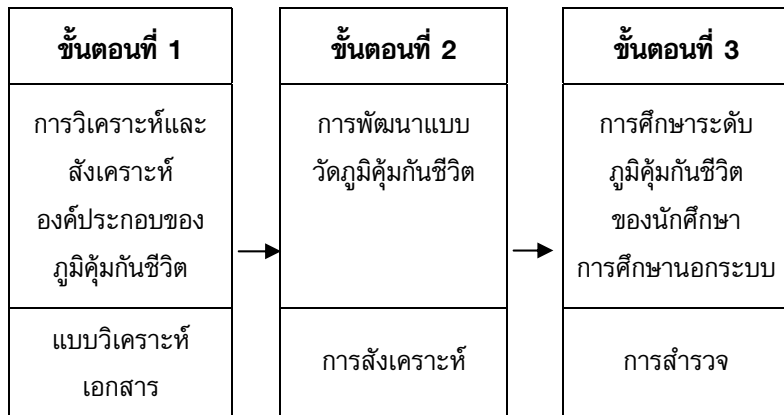 ขั้นตอนที่ 1
การวิเคราะห์และ
สังเคราะห์
องค์ประกอบของ
ภูมิคุ้มกันชีวิต
แบบวิเคราะห์
เอกสาร
ขั้นตอนที่ 2
การพัฒนาแบบ
วัดภูมิคุ้มกันชีวิต
การสังเคราะห์
ขั้นตอนที่ 3
การศึกษาระดับ
ภูมิคุ้มกันชีวิต
ของนักศึกษา
การศึกษานอกระบบ
การสำรวจ